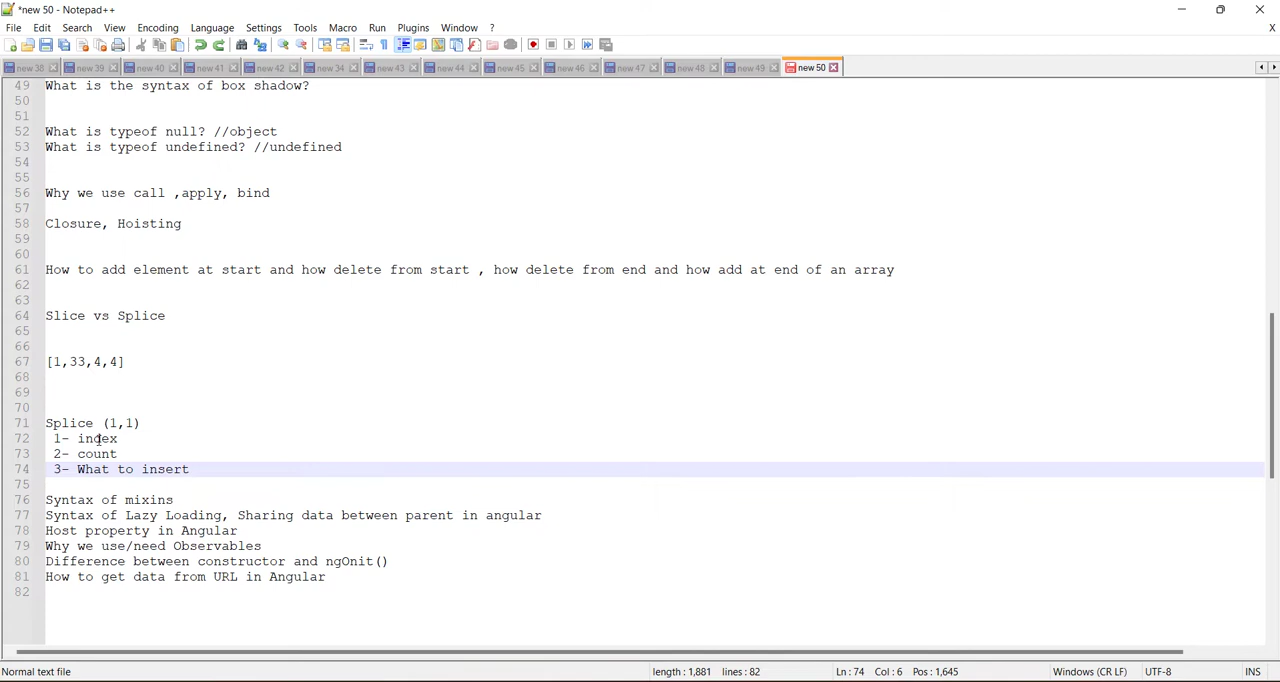 *new 50 - Notepad++
File Edit Search View Encoding Language Settings Tools Macro Run Plugins Window ? X
new 38 new 39 new 40 new 41 new 42 new 34 new 43 new 44 new 45 new 46 new 47 new 48 new 49 new 50
49 What is the syntax of box shadow?
50
51
52 What is typeof null? //object
53 What is typeof undefined? //undefined
54
55
56 Why we use call ,apply, bind
57
58 Closure, Hoisting
59
60
61 How to add element at start and how delete from start , how delete from end and how add at end of an array
62
63
64 Slice vs Splice
65
66
67 [1,33,4,4]
68
69
70
71 Splice (1,1)
72 1- index
73 2- count
74 3- What to insert
75
76 Syntax of mixins
77 Syntax of Lazy Loading, Sharing data between parent in angular
78 Host property in Angular
79 Why we use/need Observables
80 Difference between constructor and ngOnit()
81 How to get data from URL in Angular
82
Normal text file length : 1,881 lines : 82 Ln : 74 Col : 6 Pos : 1,645 Windows (CR LF) UTF-8 INS